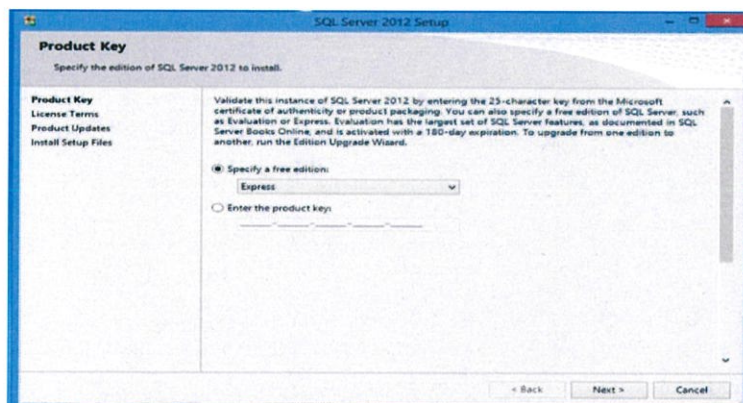 SQL Server 2012 Setup
Product Key
Specify the edition of SQL Server 2012 to install.
Product Key
License Terms
Product Updates
Install Setup Files
Validate this instance of SQL Server 2012 by entering the 25-character key from the Microsoft
certificate of authenticity or product packaging. You can also specify a free edition of SQL Server, such
as Evaluation or Express. Evaluation has the largest set of SQL Server features, as documented in SQL
Server Books Online, and is activated with a 180-day expiration. To upgrade from one edition to
another, run the Edition Upgrade Wizard.
Specify a free edition:
Express
Enter the product key:
< Back Next > Cancel